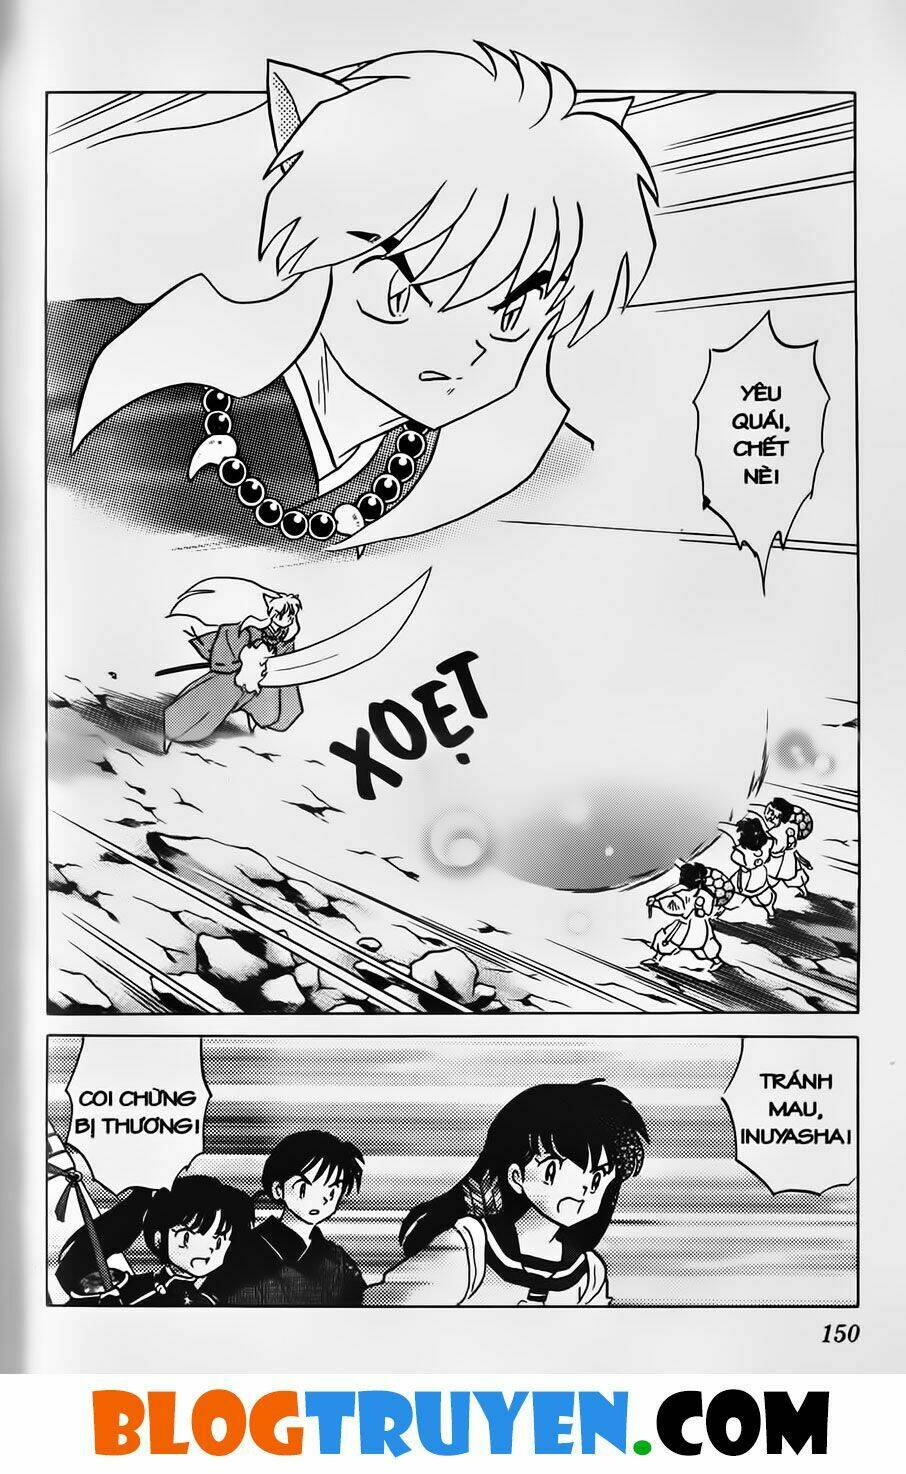 YÊU
QUÁI,
CHẾT
NÈ!
XOẸT
TRÁNH
MAU,
INUYASHA!
COI CHỪNG
BỊ THƯƠNG!
150
BLOGTRUYEN.COM